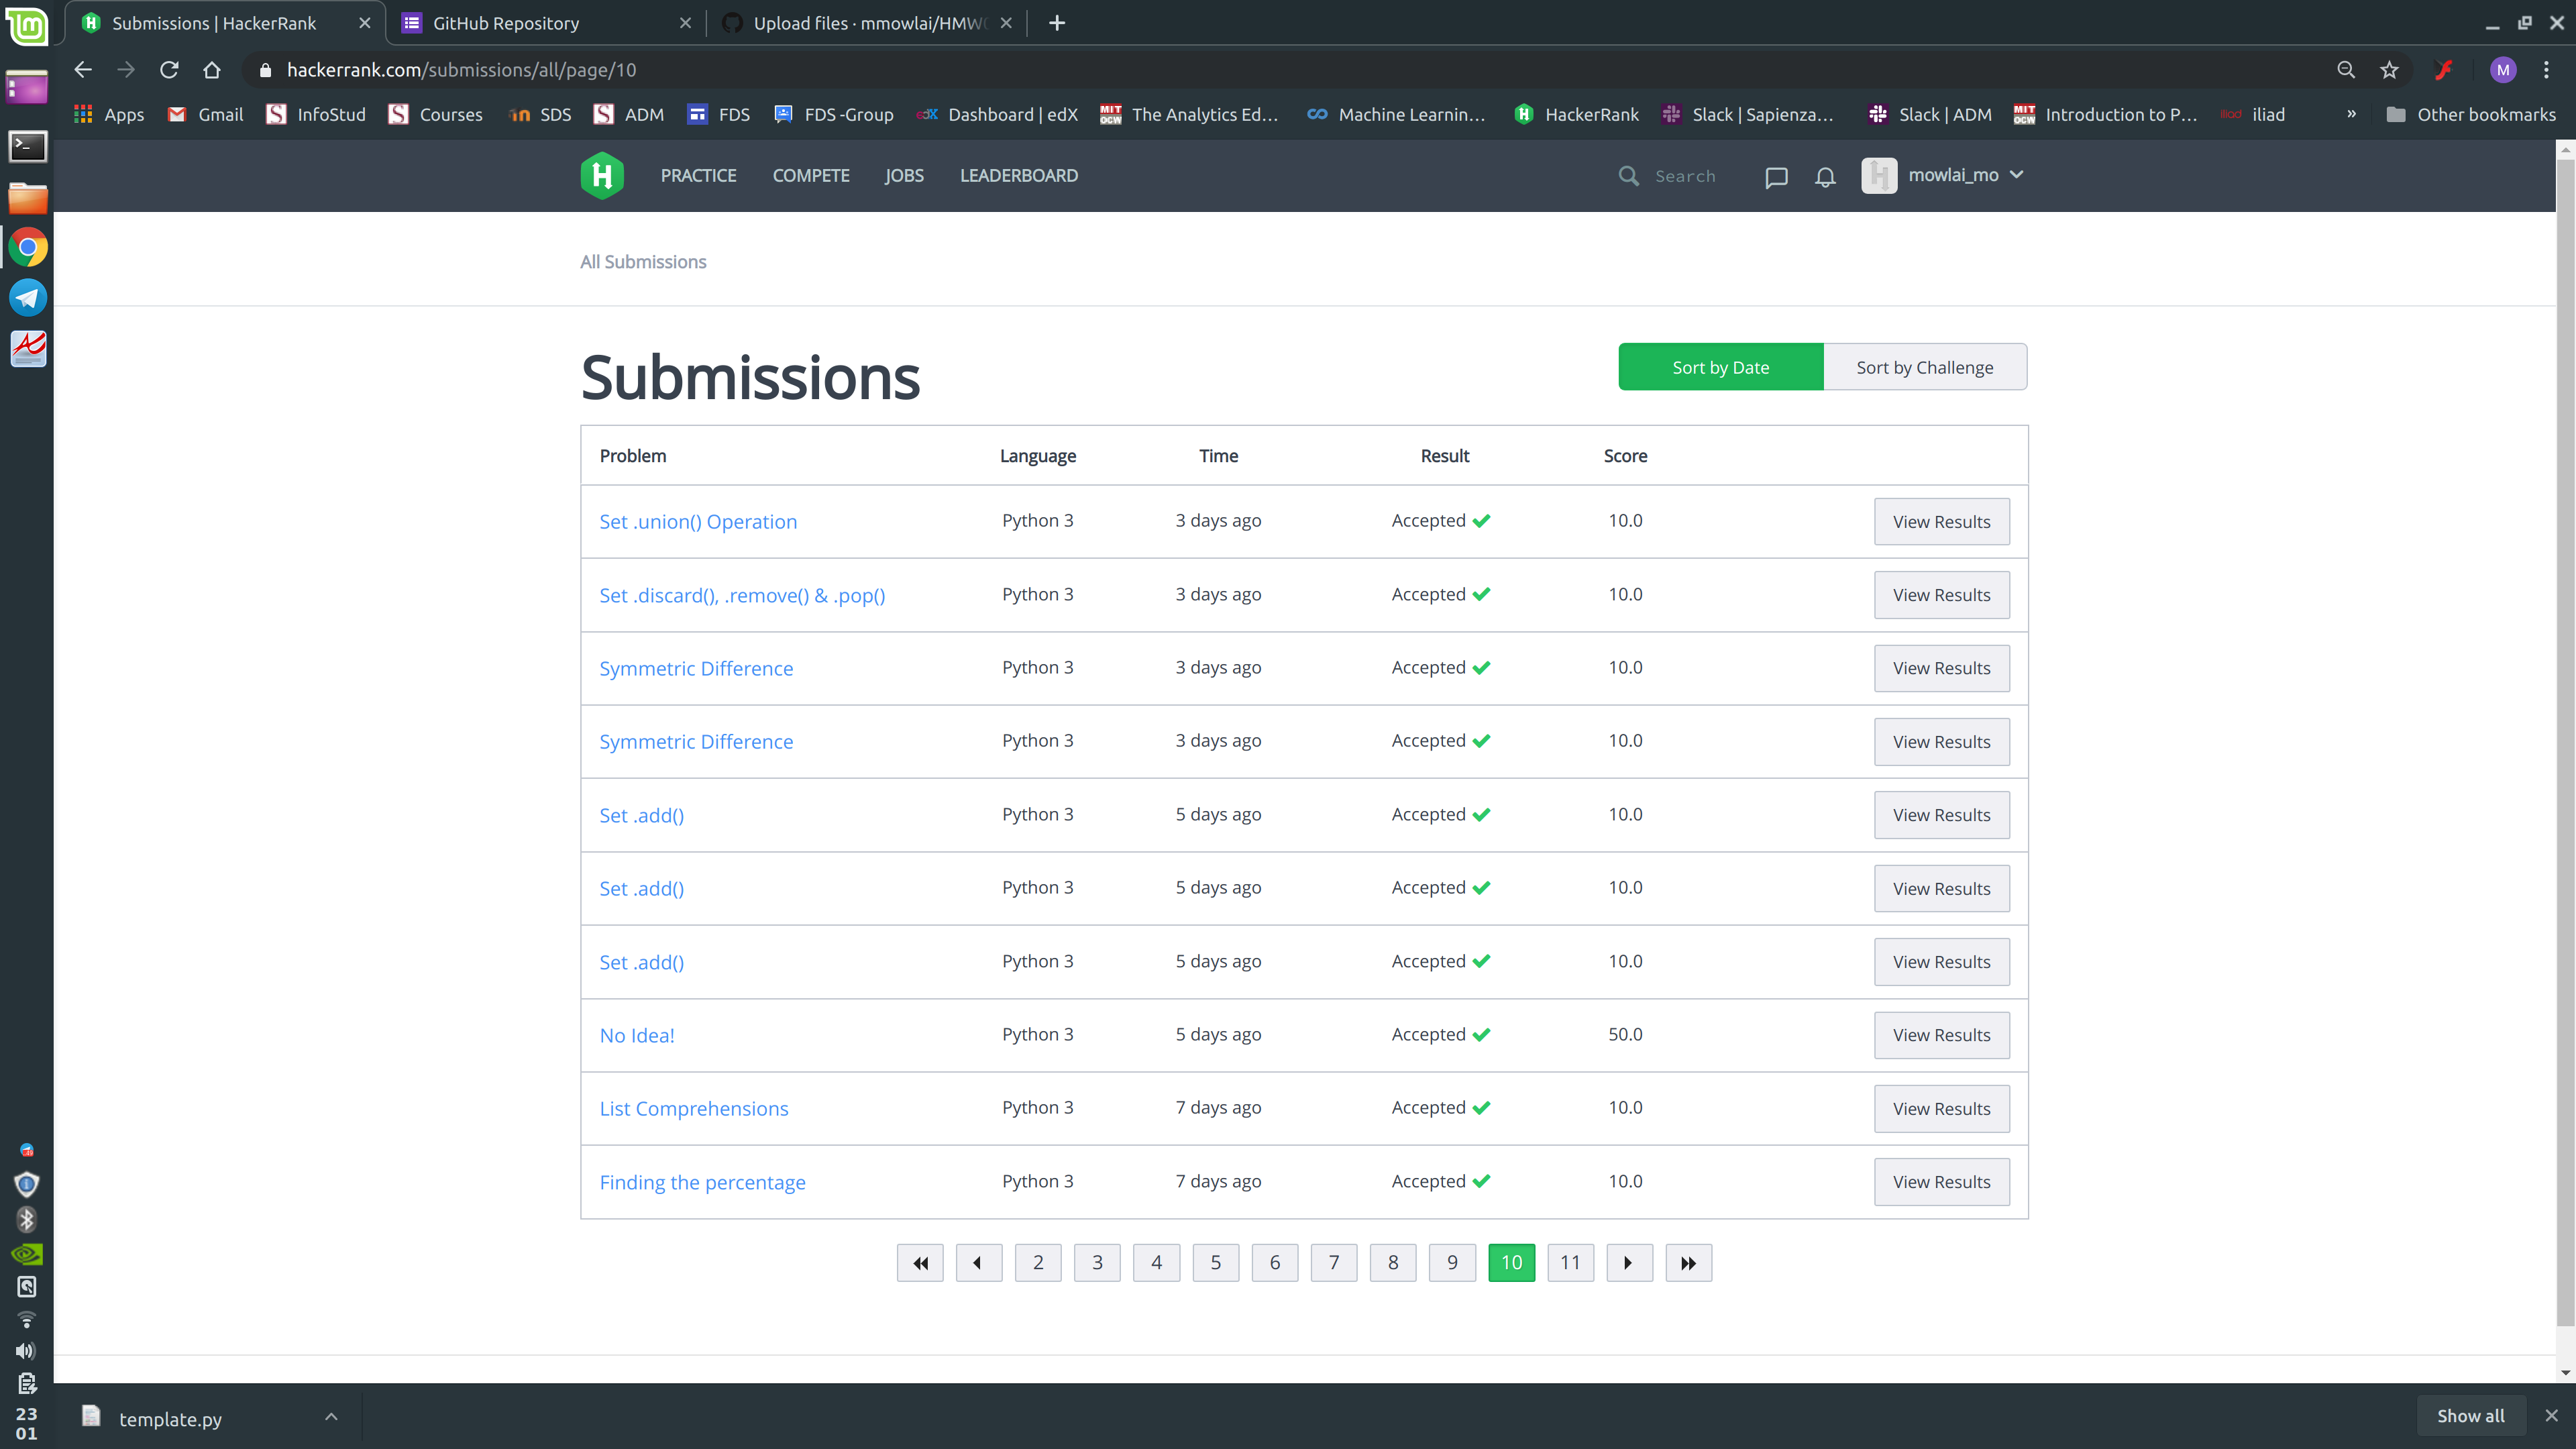 Submissions | HackerRank
GitHub Repository
Upload files · mmowlai/HMW
hackerrank.com/submissions/all/page/10
M
Apps
Gmail
InfoStud
Courses
SDS
ADM
FDS
FDS -Group
Dashboard | edX
The Analytics Ed...
Machine Learnin...
HackerRank
Slack | Sapienza...
Slack | ADM
Introduction to P...
iliad
»
Other bookmarks
PRACTICE COMPETE JOBS LEADERBOARD
Search
mowlai_mo
All Submissions
Submissions
Sort by Date
Sort by Challenge
Problem Language Time Result Score
Set .union() Operation Python 3 3 days ago Accepted 10.0 View Results
Set .discard(), .remove() & .pop() Python 3 3 days ago Accepted 10.0 View Results
Symmetric Difference Python 3 3 days ago Accepted 10.0 View Results
Symmetric Difference Python 3 3 days ago Accepted 10.0 View Results
Set .add() Python 3 5 days ago Accepted 10.0 View Results
Set .add() Python 3 5 days ago Accepted 10.0 View Results
Set .add() Python 3 5 days ago Accepted 10.0 View Results
No Idea! Python 3 5 days ago Accepted 50.0 View Results
List Comprehensions Python 3 7 days ago Accepted 10.0 View Results
Finding the percentage Python 3 7 days ago Accepted 10.0 View Results
2 3 4 5 6 7 8 9 10 11
23
01
template.py
Show all